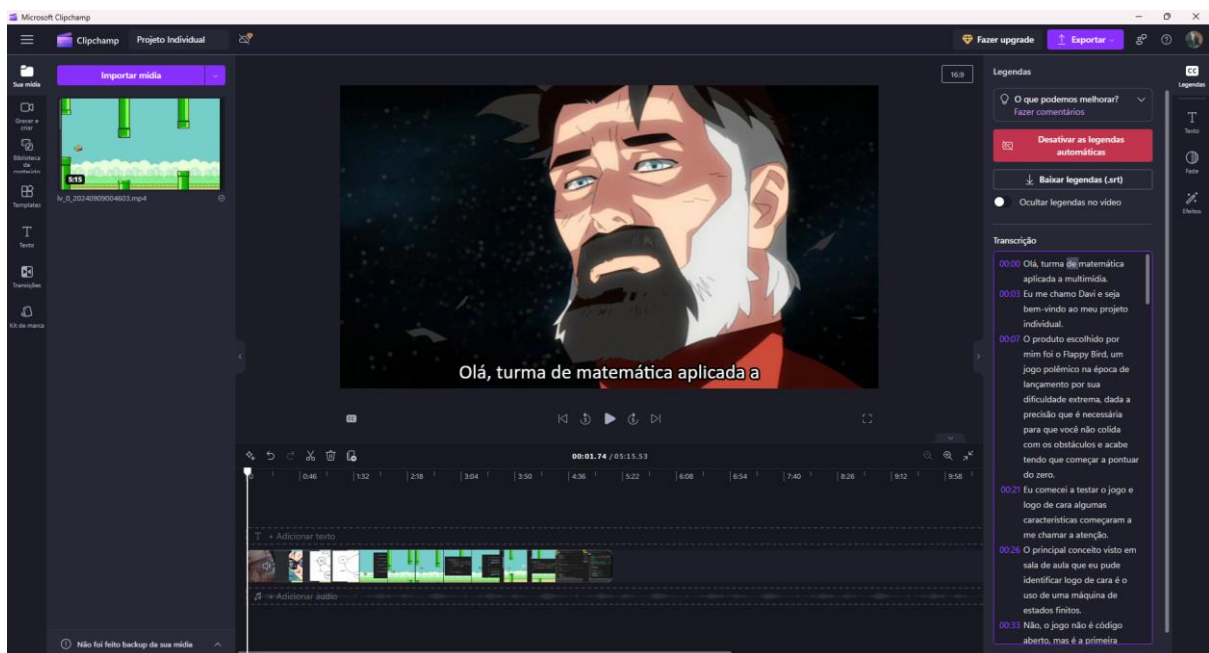 Microsoft Clipchamp
Clipchamp
Projeto Individual
Fazer upgrade
Exportar
Sua mídia
Gravar e
criar
Biblioteca
de
conteúdo
Templates
Texto
Transições
Kit de marca
Importar mídia
5:15
lv_0_20240909004603.mp4
Não foi feito backup da sua mídia
16:9
Olá, turma de matemática aplicada a
00:01.74 / 05:15.53
0
0:46
1:32
2:18
3:04
3:50
4:36
5:22
6:08
6:54
7:40
8:26
9:12
9:58
T + Adicionar texto
+ Adicionar áudio
Legendas
O que podemos melhorar?
Fazer comentários
Desativar as legendas
automáticas
Baixar legendas (.srt)
Ocultar legendas no vídeo
Transcrição
00:00 Olá, turma de matemática
aplicada a multimídia.
00:03 Eu me chamo Davi e seja
bem-vindo ao meu projeto
individual.
00:07 O produto escolhido por
mim foi o Flappy Bird, um
jogo polêmico na época de
lançamento por sua
dificuldade extrema, dada a
precisão que é necessária
para que você não colida
com os obstáculos e acabe
tendo que começar a pontuar
do zero.
00:21 Eu comecei a testar o jogo e
logo de cara algumas
características começaram a
me chamar a atenção.
00:26 O principal conceito visto em
sala de aula que eu pude
identificar logo de cara é o
uso de uma máquina de
estados finitos.
00:33 Não, o jogo não é código
aberto, mas é a primeira
CC
Legendas
T
Texto
Fade
Efeitos